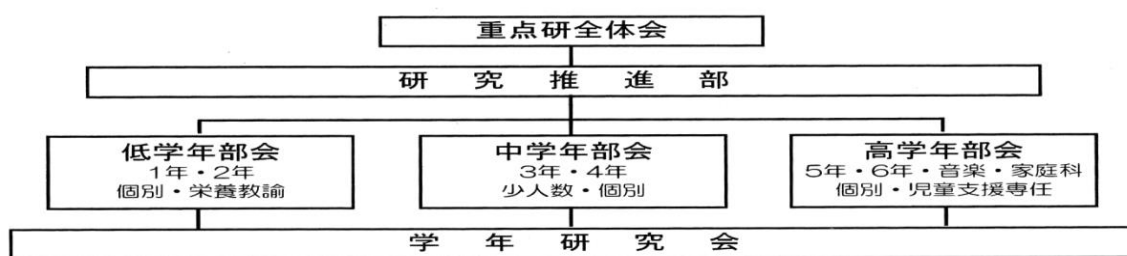 重点研全体会
研究推進部
低学年部会
1年・2年
個別・栄養教諭
中学年部会
3年・4年
少人数・個別
高学年部会
5年・6年・音楽・家庭科
個別・児童支援専任
学年研究会